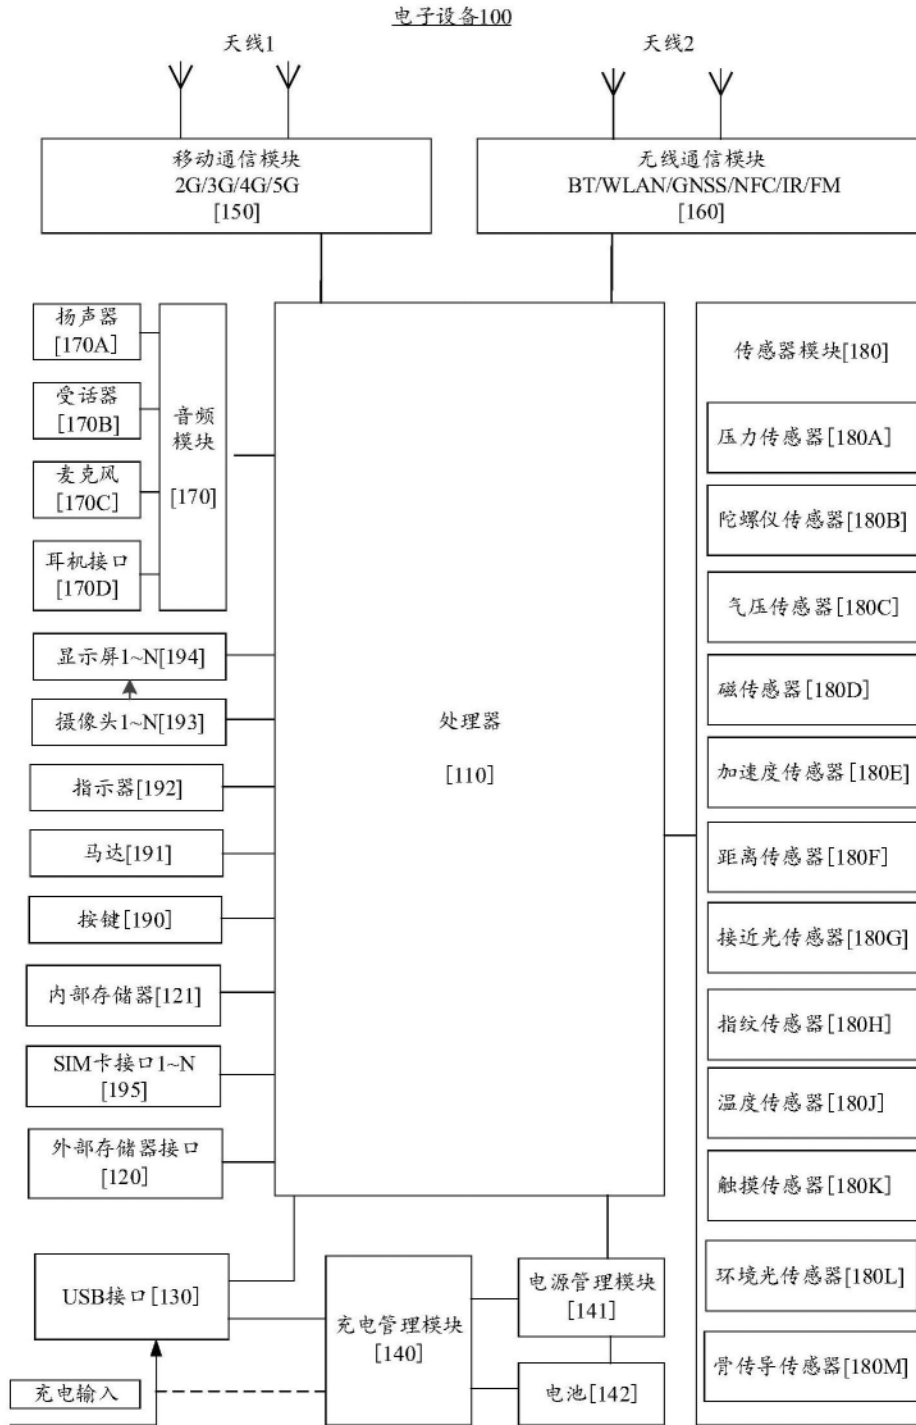 电子设备100
天线1
天线2
移动通信模块
2G/3G/4G/5G
[150]
无线通信模块
BT/WLAN/GNSS/NFC/IR/FM
[160]
扬声器
[170A]
受话器
[170B]
麦克风
[170C]
耳机接口
[170D]
音频
模块
[170]
显示屏1~N[194]
摄像头1~N[193]
指示器[192]
马达[191]
按键[190]
内部存储器[121]
SIM卡接口1~N
[195]
外部存储器接口
[120]
处理器
[110]
传感器模块[180]
压力传感器[180A]
陀螺仪传感器[180B]
气压传感器[180C]
磁传感器[180D]
加速度传感器[180E]
距离传感器[180F]
接近光传感器[180G]
指纹传感器[180H]
温度传感器[180J]
触摸传感器[180K]
环境光传感器[180L]
骨传导传感器[180M]
USB接口[130]
充电管理模块
[140]
电源管理模块
[141]
电池[142]
充电输入